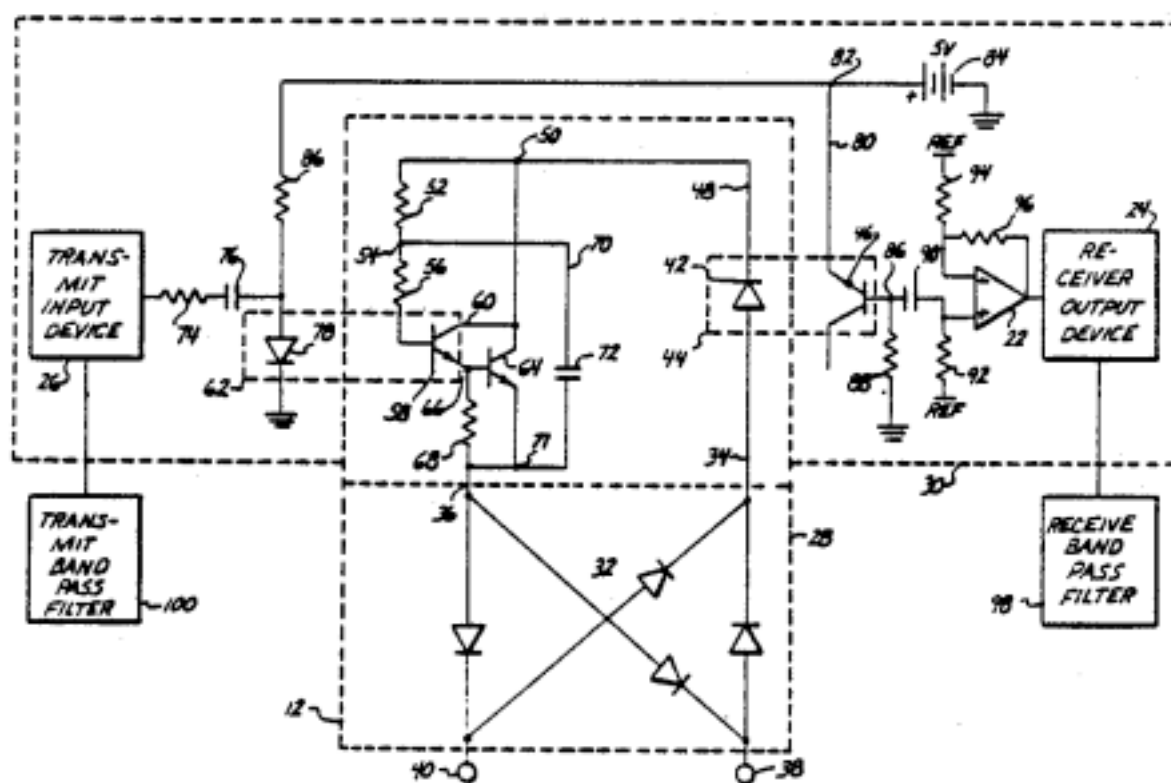 82
5V
84
+
50
80
REF
86
52
48
94
TRANS-
MIT
INPUT
DEVICE
76
54
70
42
46
86
90
96
24
RE-
CEIVER
OUTPUT
DEVICE
56
60
74
78
64
72
44
22
26
62
58
66
88
92
REF
68
71
34
36
30
TRANS-
MIT
BAND
PASS
FILTER
100
32
28
RECEIVE
BAND
PASS
FILTER
98
12
40
38